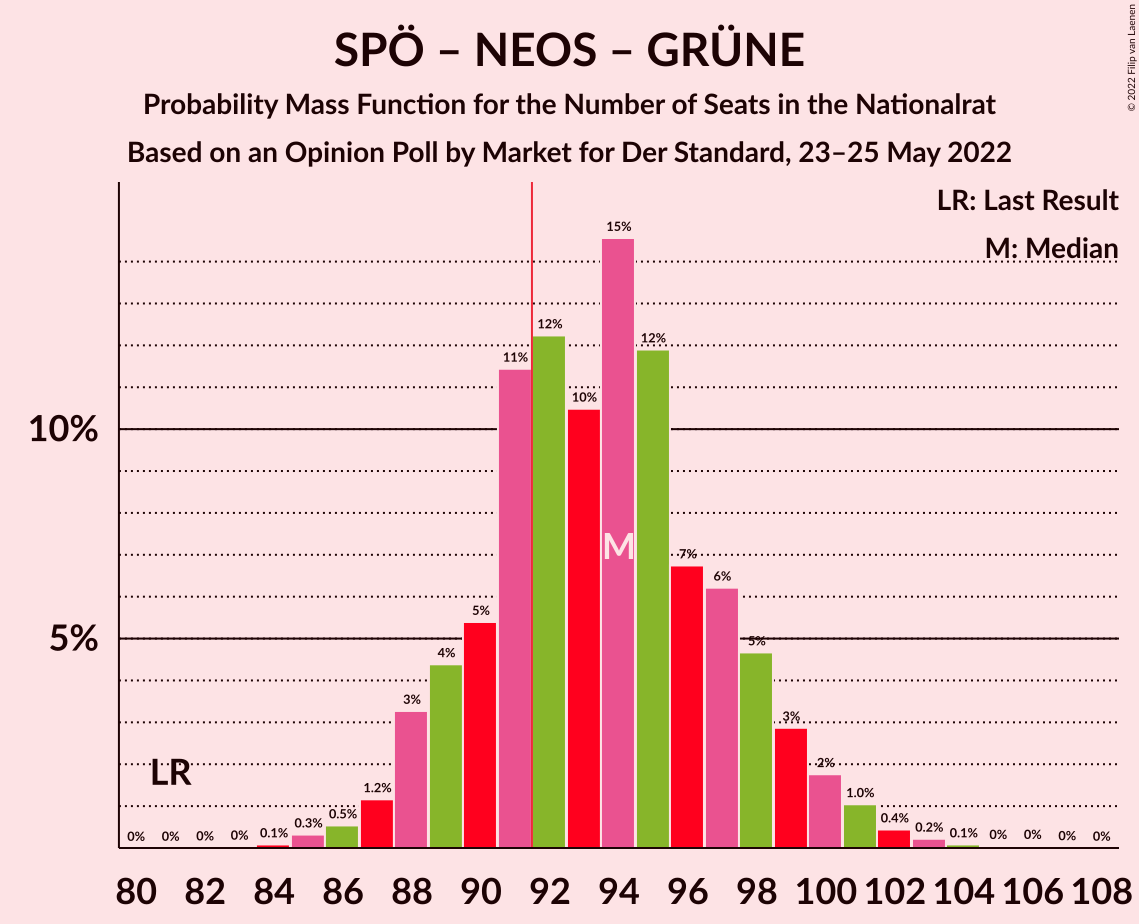 SPÖ – NEOS – GRÜNE
Probability Mass Function for the Number of Seats in the Nationalrat
Based on an Opinion Poll by Market for Der Standard, 23–25 May 2022
© 2022 Filip van Laenen
LR: Last Result
M: Median
15%
12%
12%
11%
10%
10%
M
7%
6%
5%
5%
5%
4%
3%
3%
LR
2%
1.2%
1.0%
0% 0% 0% 0% 0.1% 0.3% 0.5% 0.4% 0.2% 0.1% 0% 0% 0% 0%
80 82 84 86 88 90 92 94 96 98 100 102 104 106 108